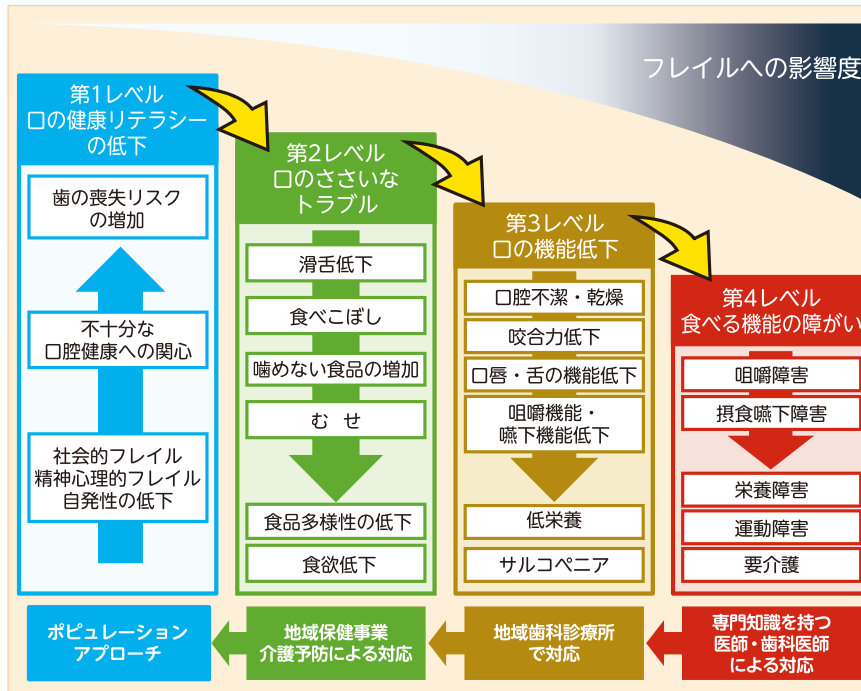 フレイルへの影響度
第1レベル
口の健康リテラシー
の低下
歯の喪失リスク
の増加
不十分な
口腔健康への関心
社会的フレイル
精神心理的フレイル
自発性の低下
ポピュレーション
アプローチ
第2レベル
口のささいな
トラブル
滑舌低下
食べこぼし
噛めない食品の増加
むせ
食品多様性の低下
食欲低下
地域保健事業
介護予防による対応
第3レベル
口の機能低下
口腔不潔・乾燥
咬合力低下
口唇・舌の機能低下
咀嚼機能・
嚥下機能低下
低栄養
サルコペニア
地域歯科診療所
で対応
第4レベル
食べる機能の障がい
咀嚼障害
摂食嚥下障害
栄養障害
運動障害
要介護
専門知識を持つ
医師・歯科医師
による対応